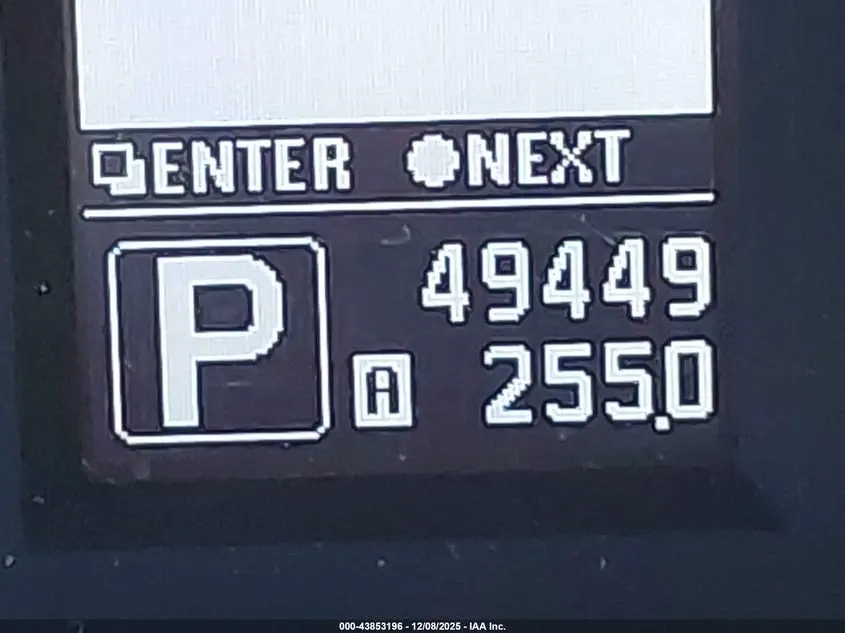 ENTER NEXT
P 49449
A 255.0
000-43853196 - 12/08/2025 - IAA Inc.